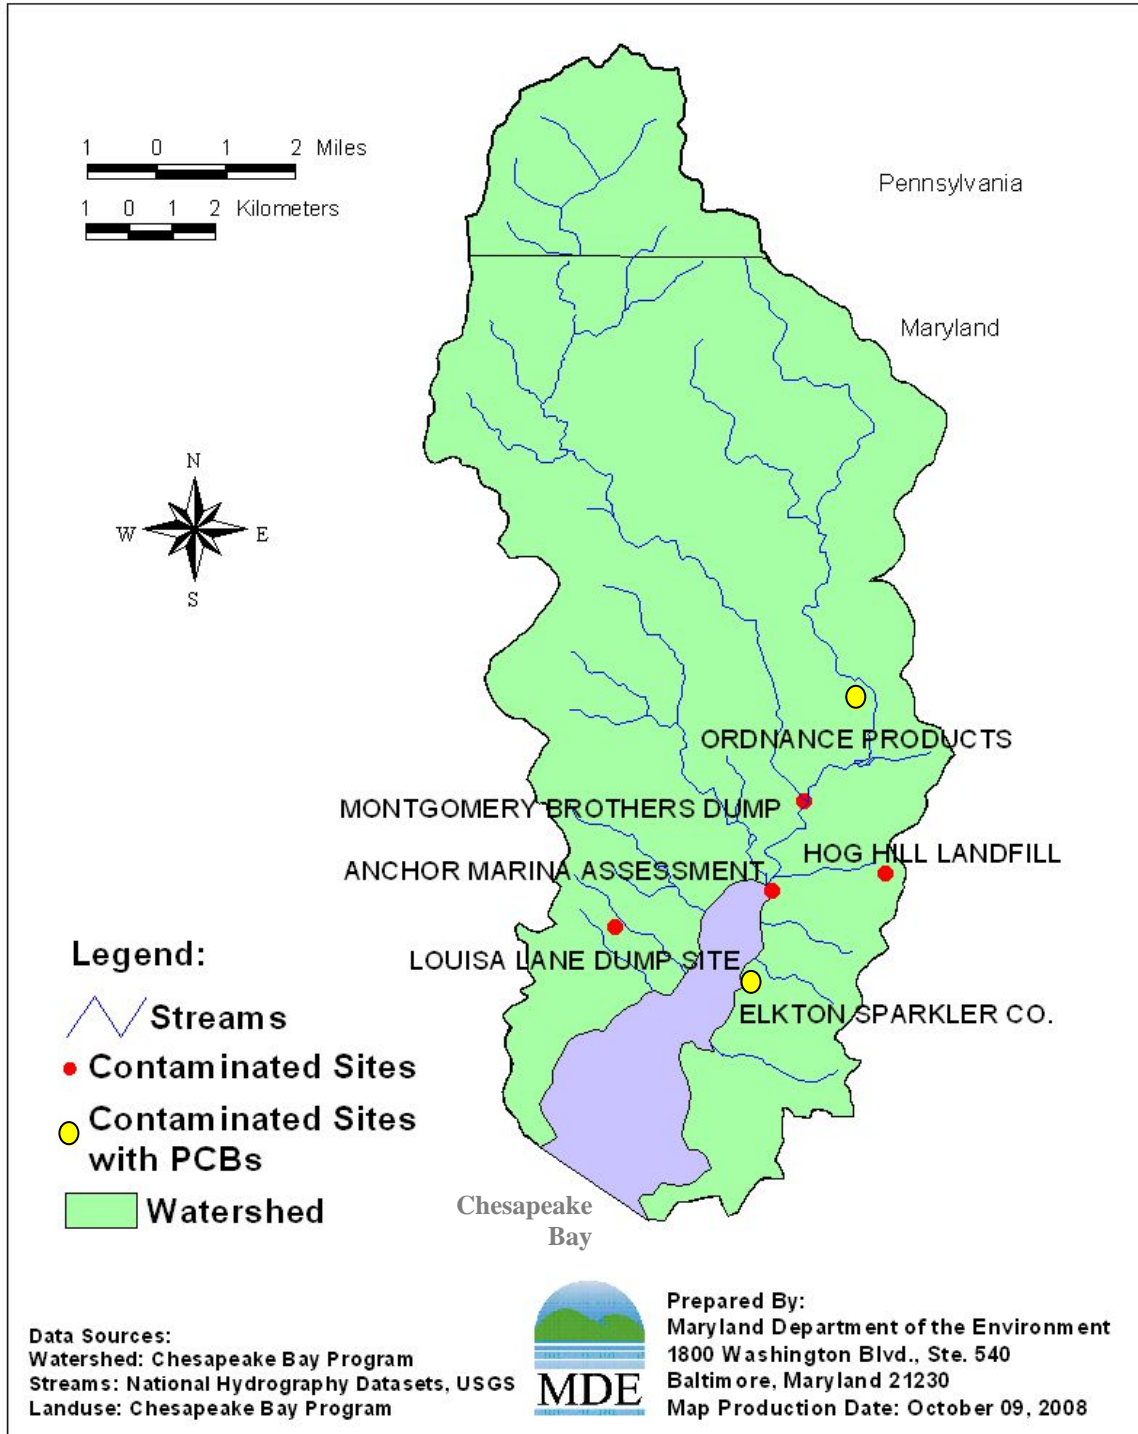 1 0 1 2 Miles
1 0 1 2 Kilometers
Pennsylvania
Maryland
N
W E
S
ORDNANCE PRODUCTS
MONTGOMERY BROTHERS DUMP
HOG HILL LANDFILL
ANCHOR MARINA ASSESSMENT
LOUISA LANE DUMP SITE
ELKTON SPARKLER CO.
Legend:
Streams
Contaminated Sites
Contaminated Sites
with PCBs
Watershed
Chesapeake
Bay
Data Sources:
Watershed: Chesapeake Bay Program
Streams: National Hydrography Datasets, USGS
Landuse: Chesapeake Bay Program
MDE
Prepared By:
Maryland Department of the Environment
1800 Washington Blvd., Ste. 540
Baltimore, Maryland 21230
Map Production Date: October 09, 2008